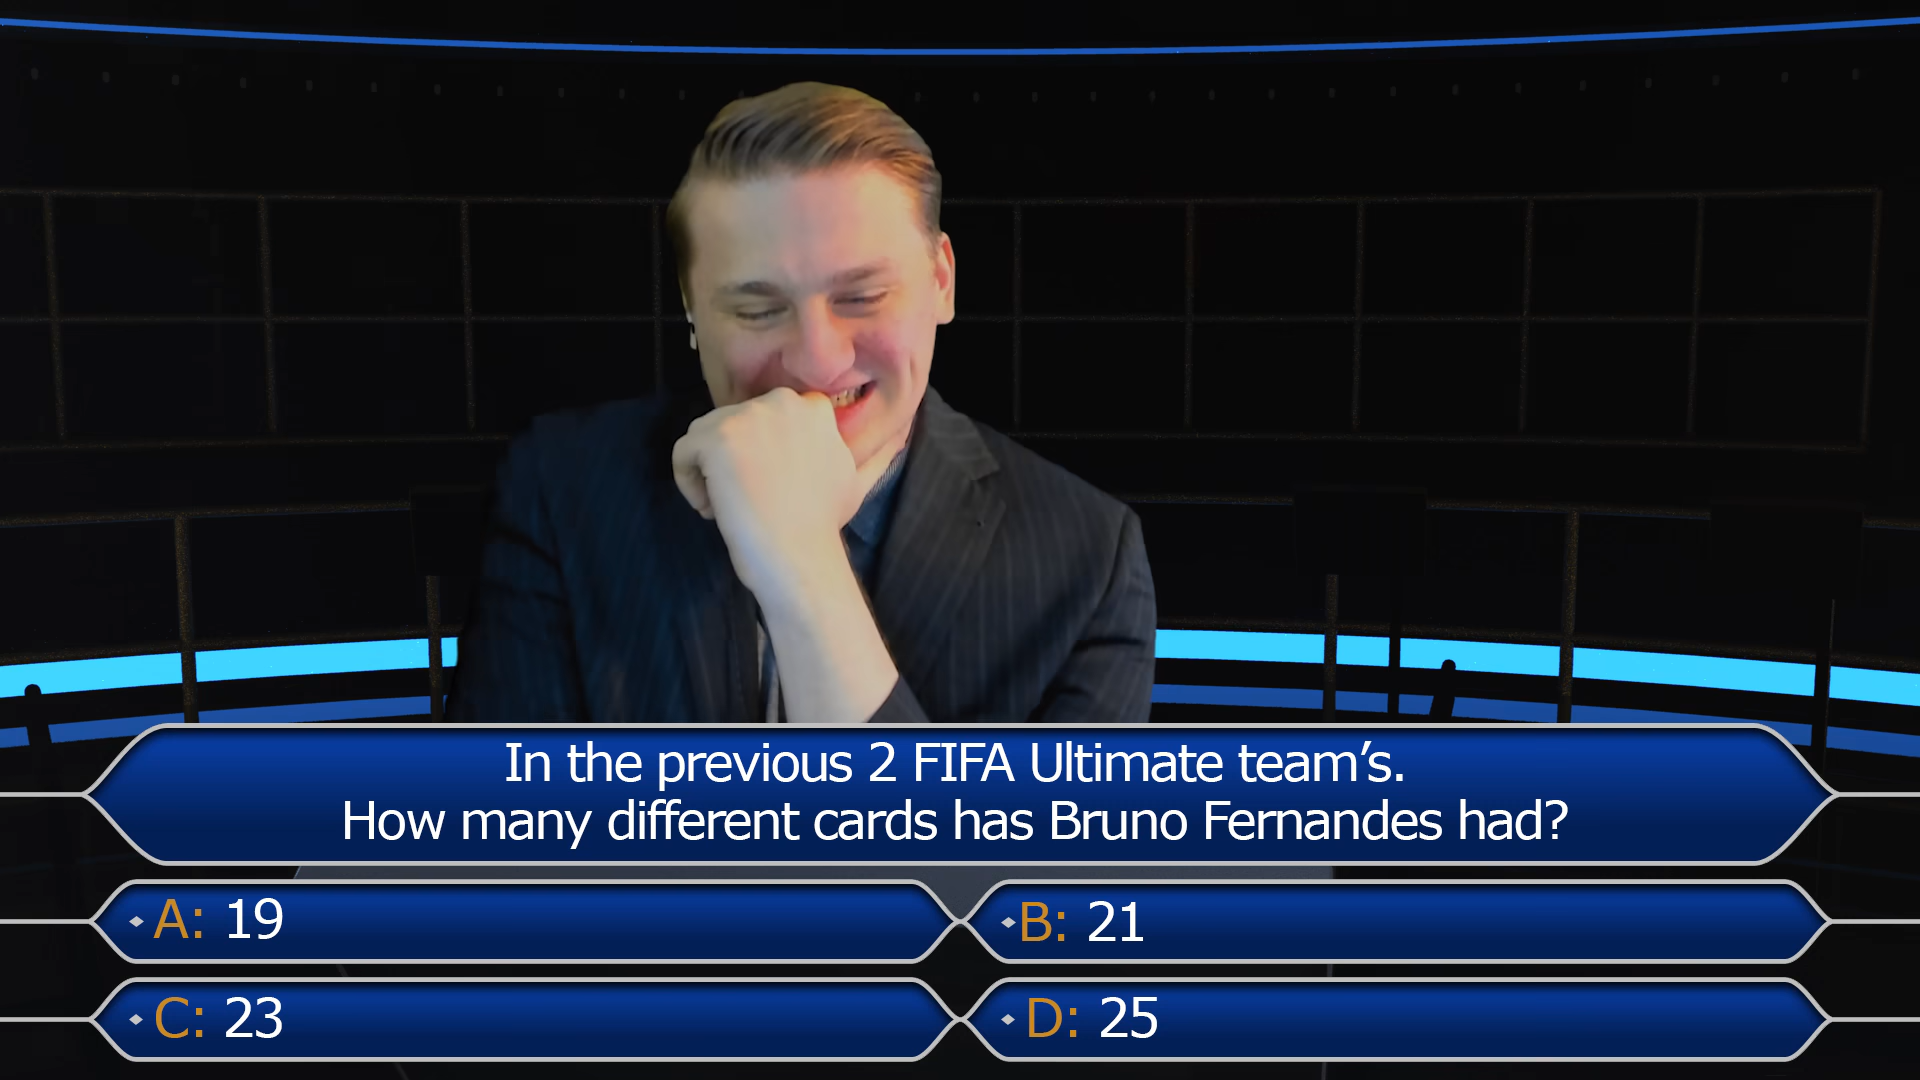 In the previous 2 FIFA Ultimate team’s.
How many different cards has Bruno Fernandes had?
A: 19
B: 21
C: 23
D: 25